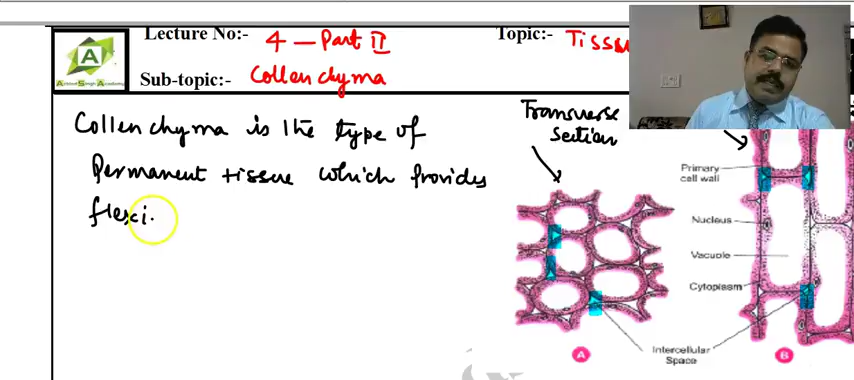 Lecture No:- 4 — Part II Topic:- Tissu
A
Sub-topic:- Collenchyma
Transverse
section
Collenchyma is the type of
Permanent tissue which provides
flexi
Primary
cell wall
Nucleus
Vacuole
Cytoplasm
Intercellular
Space
A
B